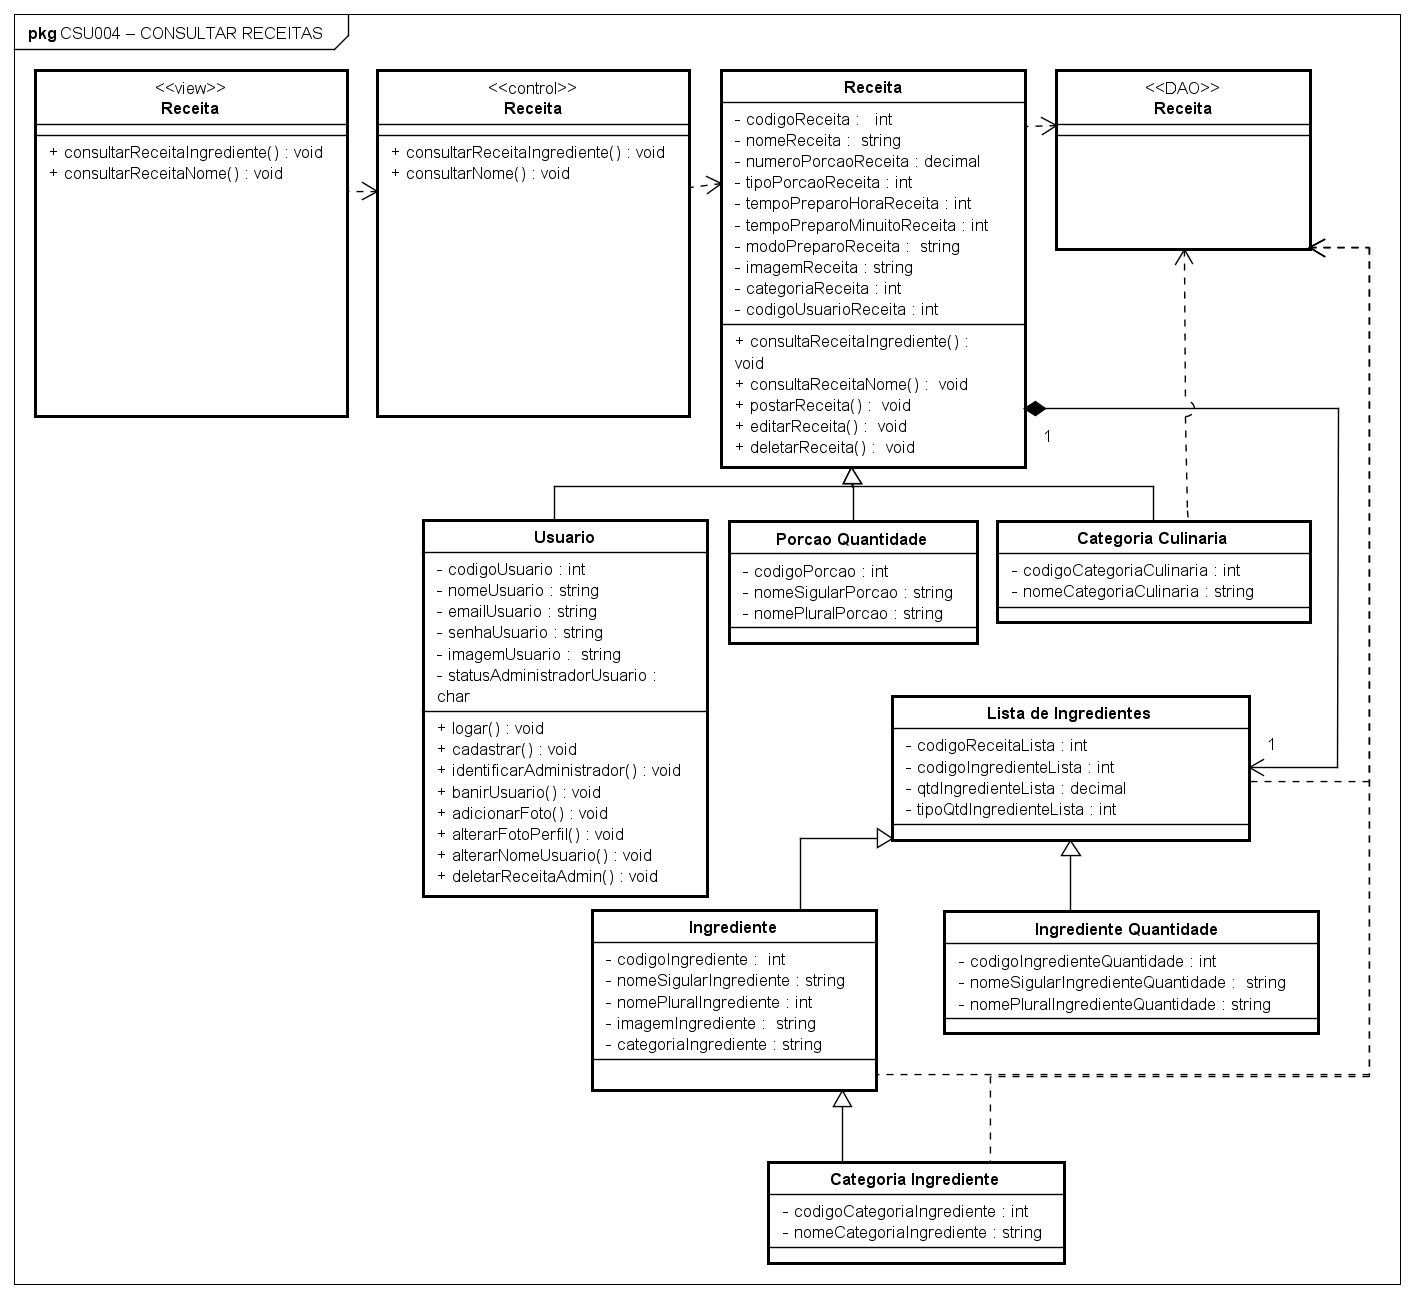 pkg CSU004 – CONSULTAR RECEITAS
<<view>>
Receita
+ consultarReceitaIngrediente() : void
+ consultarReceitaNome() : void
<<control>>
Receita
+ consultarReceitaIngrediente() : void
+ consultarNome() : void
Receita
- codigoReceita : int
- nomeReceita : string
- numeroPorcaoReceita : decimal
- tipoPorcaoReceita : int
- tempoPreparoHoraReceita : int
- tempoPreparoMinuitoReceita : int
- modoPreparoReceita : string
- imagemReceita : string
- categoriaReceita : int
- codigoUsuarioReceita : int
+ consultaReceitaIngrediente() :
void
+ consultaReceitaNome() : void
+ postarReceita() : void
+ editarReceita() : void
+ deletarReceita() : void
<<DAO>>
Receita
1
Usuario
- codigoUsuario : int
- nomeUsuario : string
- emailUsuario : string
- senhaUsuario : string
- imagemUsuario : string
- statusAdministradorUsuario :
char
+ logar() : void
+ cadastrar() : void
+ identificarAdministrador() : void
+ banirUsuario() : void
+ adicionarFoto() : void
+ alterarFotoPerfil() : void
+ alterarNomeUsuario() : void
+ deletarReceitaAdmin() : void
Porcao Quantidade
- codigoPorcao : int
- nomeSigularPorcao : string
- nomePluralPorcao : string
Categoria Culinaria
- codigoCategoriaCulinaria : int
- nomeCategoriaCulinaria : string
Lista de Ingredientes
- codigoReceitaLista : int
- codigoIngredienteLista : int
- qtdIngredienteLista : decimal
- tipoQtdIngredienteLista : int
1
Ingrediente
- codigoIngrediente : int
- nomeSigularIngrediente : string
- nomePluralIngrediente : int
- imagemIngrediente : string
- categoriaIngrediente : string
Ingrediente Quantidade
- codigoIngredienteQuantidade : int
- nomeSigularIngredienteQuantidade : string
- nomePluralIngredienteQuantidade : string
Categoria Ingrediente
- codigoCategoriaIngrediente : int
- nomeCategoriaIngrediente : string